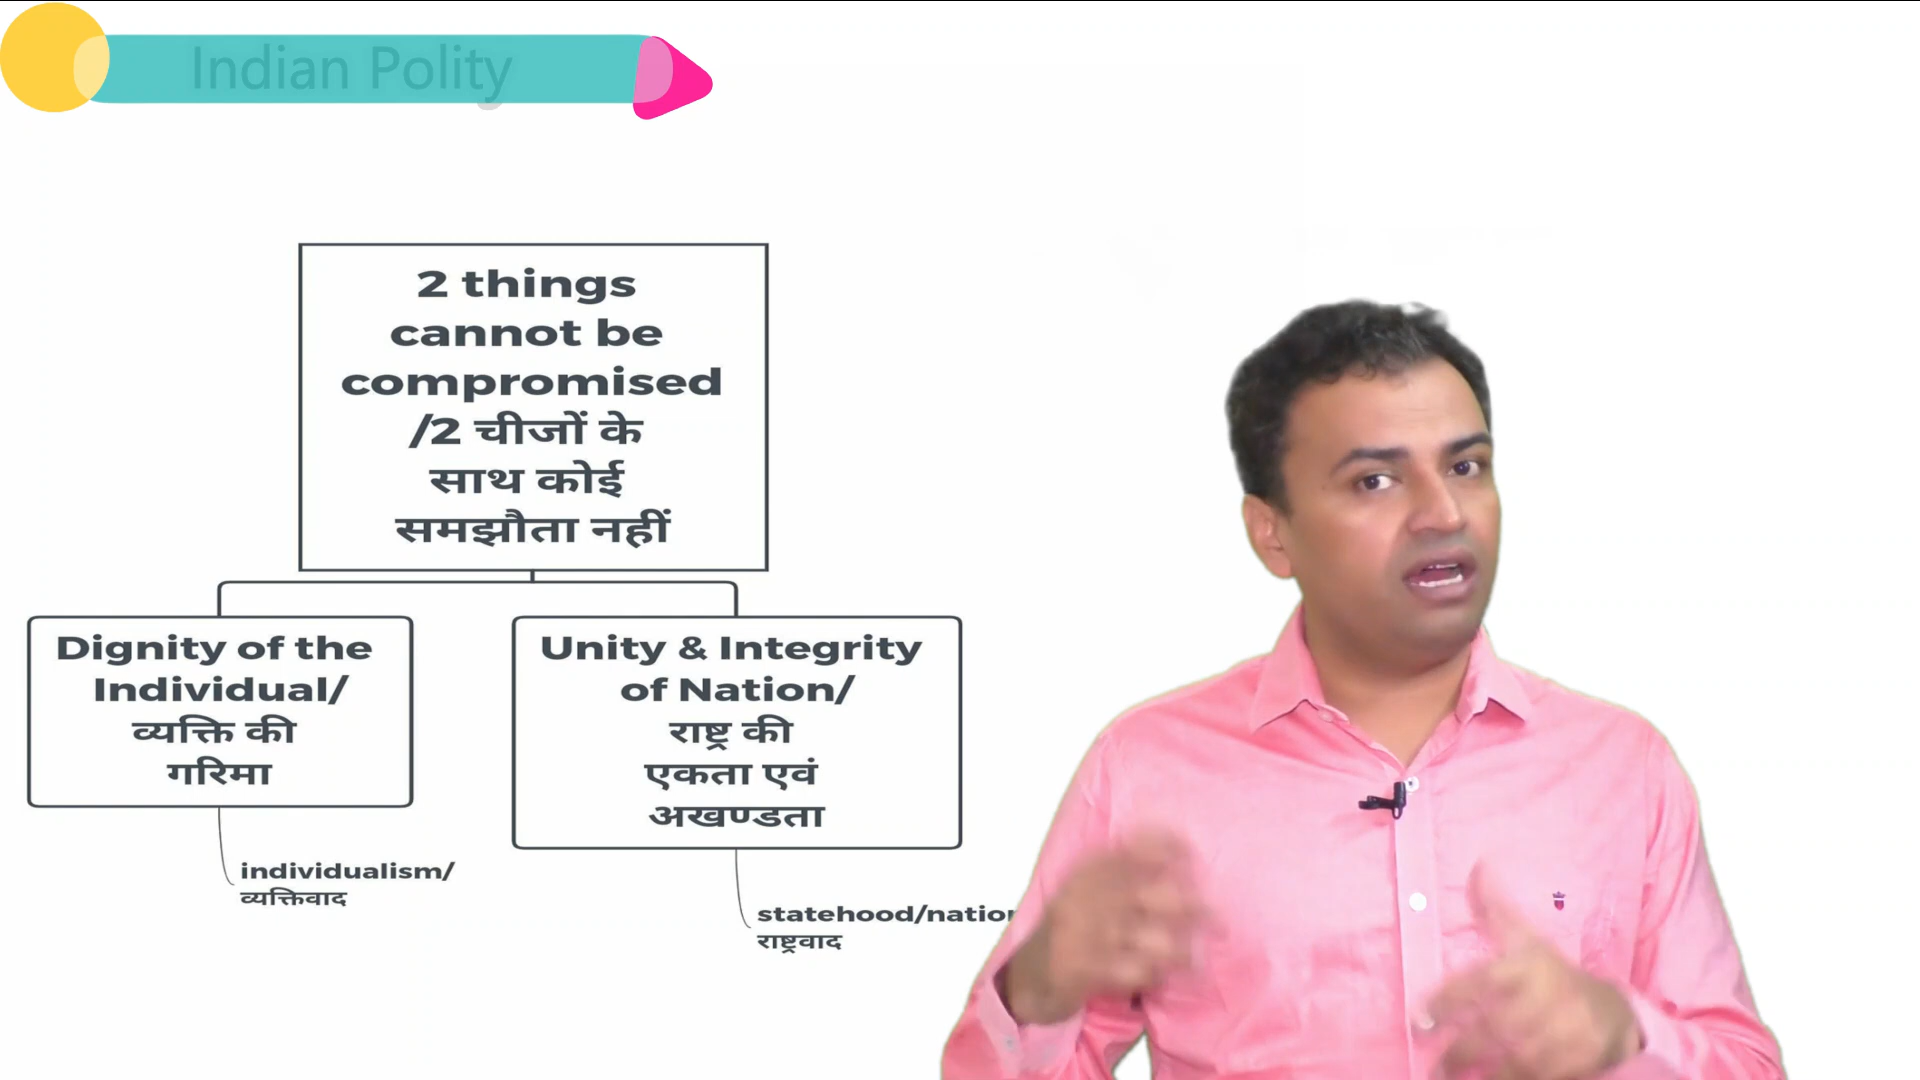 Indian Polity
2 things
cannot be
compromised
/2 चीजों के
साथ कोई
समझौता नहीं
Dignity of the
Individual/
व्यक्ति की
गरिमा
Unity & Integrity
of Nation/
राष्ट्र की
एकता एवं
अखण्डता
individualism/
व्यक्तिवाद
statehood/nation
राष्ट्रवाद